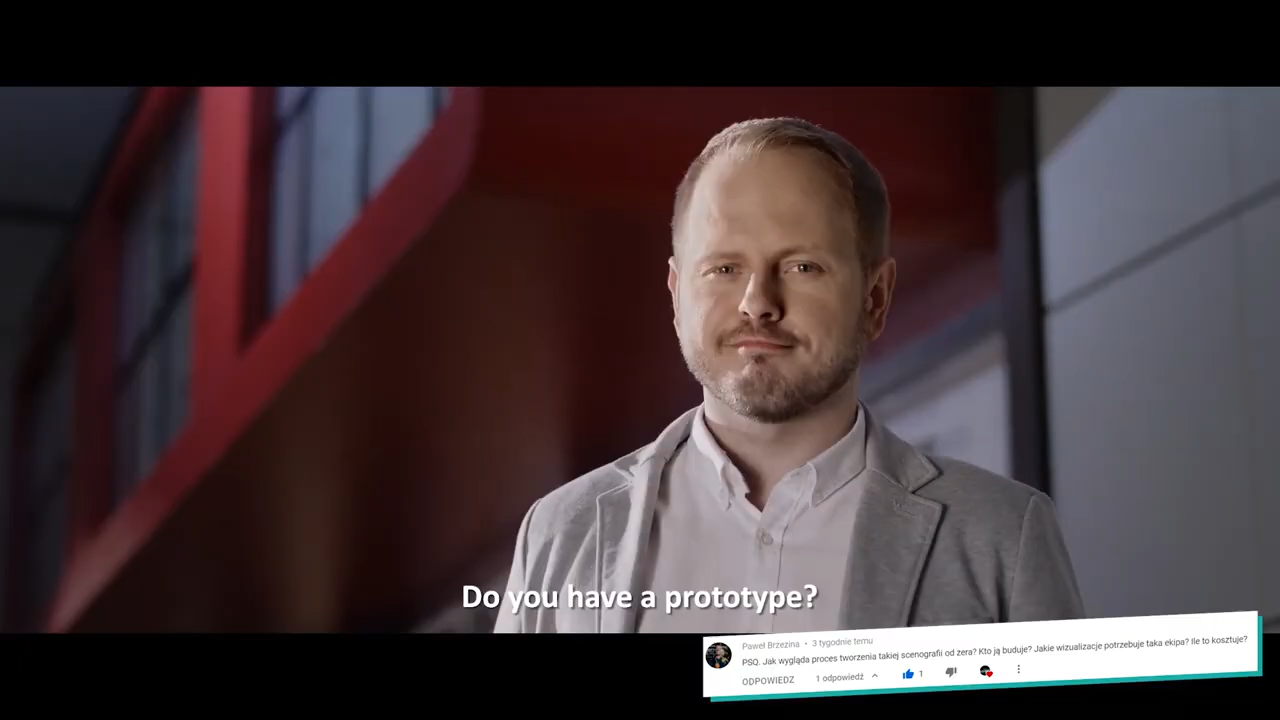 Do you have a prototype?
Paweł Brzezina • 3 tygodnie temu
PSQ. Jak wygląda proces tworzenia takiej scenografii od zera? Kto ją buduje? Jakie wizualizacje potrzebuje taka ekipa? Ile to kosztuje?
ODPOWIEDZ 1 odpowiedź 1